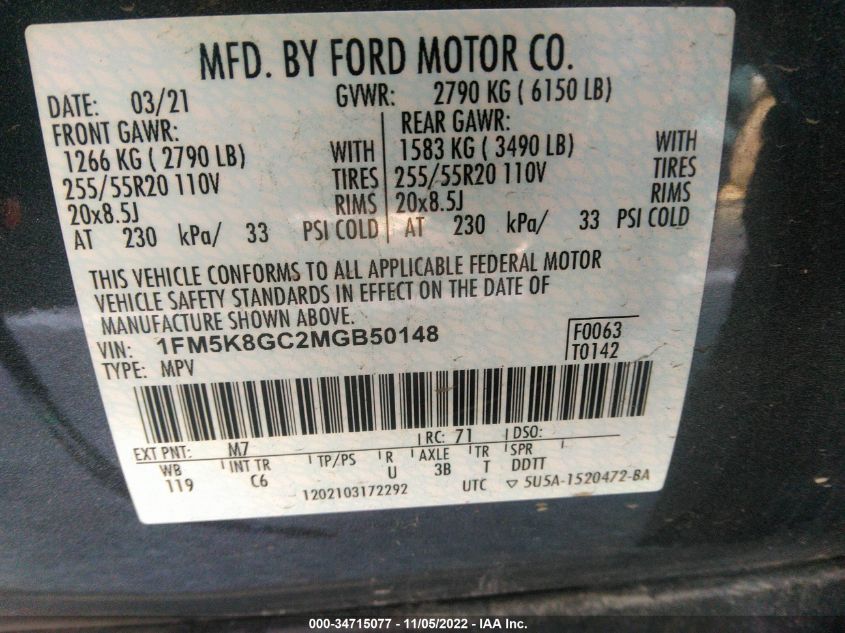 MFD. BY FORD MOTOR CO.
DATE: 03/21 GVWR: 2790 KG ( 6150 LB)
FRONT GAWR: REAR GAWR:
1266 KG ( 2790 LB) WITH 1583 KG ( 3490 LB) WITH
255/55R20 110V TIRES 255/55R20 110V TIRES
20x8.5J RIMS 20x8.5J RIMS
AT 230 kPa/ 33 PSI COLD AT 230 kPa/ 33 PSI COLD
THIS VEHICLE CONFORMS TO ALL APPLICABLE FEDERAL MOTOR
VEHICLE SAFETY STANDARDS IN EFFECT ON THE DATE OF
MANUFACTURE SHOWN ABOVE.
VIN: 1FM5K8GC2MGB50148 F0063
TYPE: MPV T0142
EXT PNT: M7 RC: 71 DSO:
WB INT TR TP/PS R AXLE TR SPR
119 C6 U 3B T DDTT
1202103172292 UTC ▽ 5U5A-1520472-BA
000-34715077 - 11/05/2022 - IAA Inc.